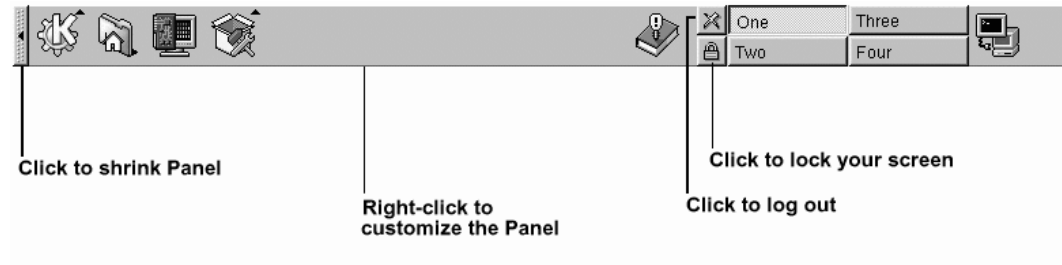 K
One
Three
Two
Four
Click to shrink Panel
Click to lock your screen
Right-click to
customize the Panel
Click to log out